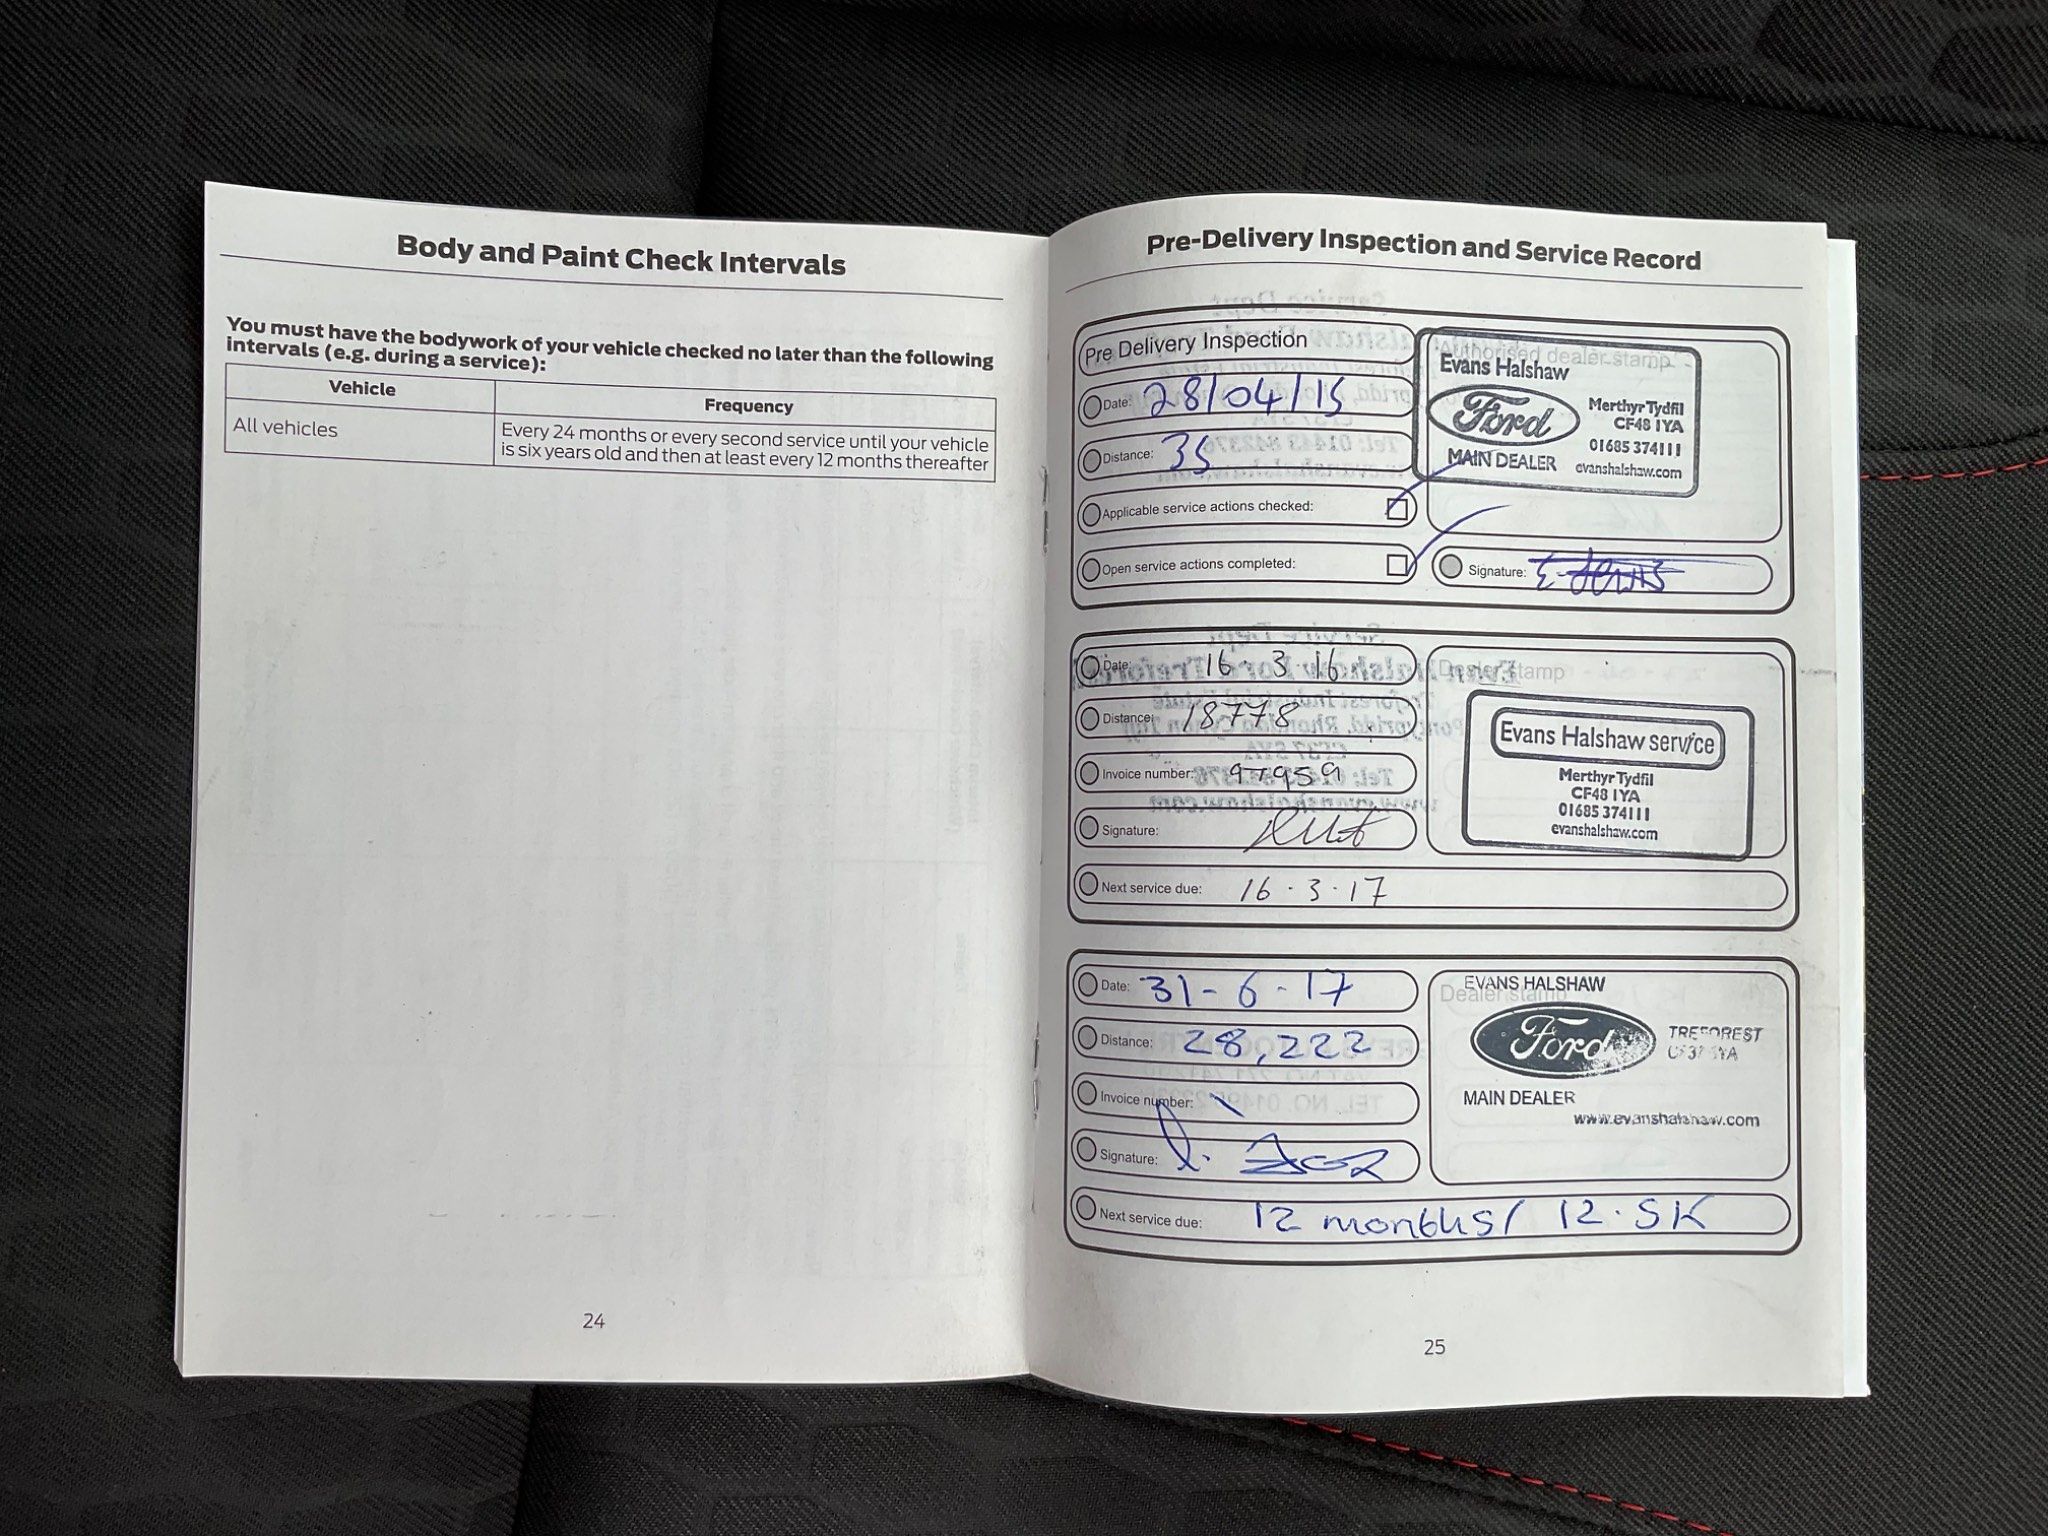 Body and Paint Check Intervals
You must have the bodywork of your vehicle checked no later than the following
intervals (e.g. during a service):
Vehicle Frequency
All vehicles Every 24 months or every second service until your vehicle
is six years old and then at least every 12 months thereafter
24
Pre-Delivery Inspection and Service Record
Pre Delivery Inspection
Date: 28/04/15
Distance: 35
Applicable service actions checked:
Open service actions completed:
Authorised dealer stamp
Evans Halshaw
Ford
Merthyr Tydfil
CF48 1YA
01685 374111
MAIN DEALER evanshalshaw.com
Signature:
Date: 16 3 16
Distance: 18778
Invoice number: 97959
Signature:
Next service due: 16.3.17
Dealer stamp
Evans Halshaw service
Merthyr Tydfil
CF48 1YA
01685 374111
evanshalshaw.com
Date: 31-6-17
Distance: 28,222
Invoice number:
Signature:
Next service due: 12 months/ 12.5K
Dealer stamp
EVANS HALSHAW
Ford
TREFOREST
CF37 5YA
MAIN DEALER
www.evanshalshaw.com
25